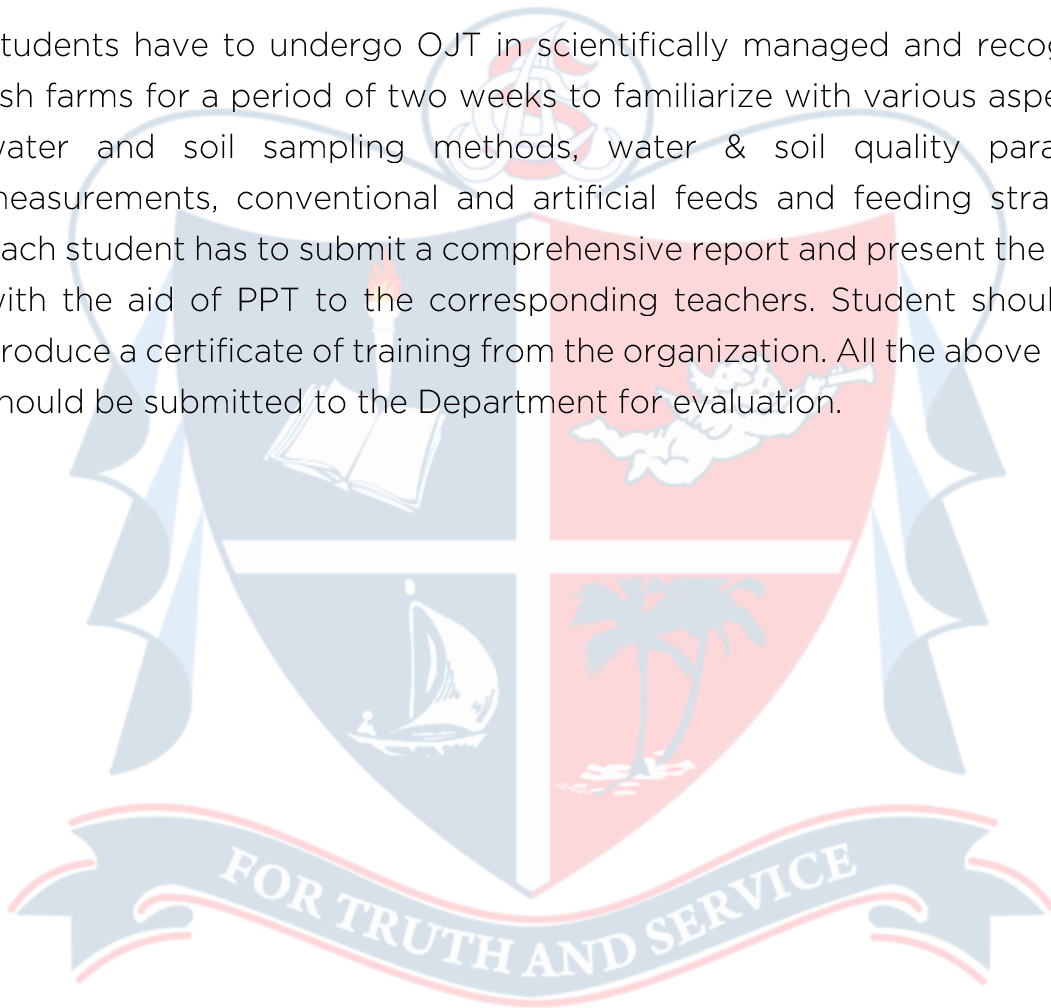 tudents have to undergo OJT in scientifically managed and recog
sh farms for a period of two weeks to familiarize with various aspe
vater and soil sampling methods, water & soil quality para
neasurements, conventional and artificial feeds and feeding stra
ach student has to submit a comprehensive report and present the
vith the aid of PPT to the corresponding teachers. Student shoul
roduce a certificate of training from the organization. All the above
hould be submitted to the Department for evaluation.
FOR TRUTH AND SERVICE